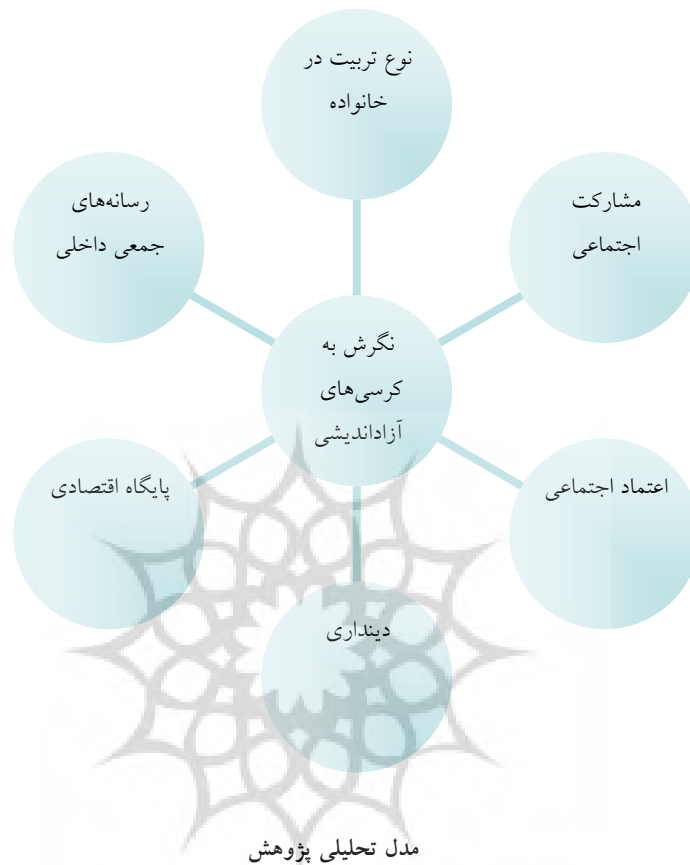 نوع تربیت در
خانواده
مشارکت
اجتماعی
رسانه‌های
جمعی داخلی
نگرش به
کرسی‌های
آزاداندیشی
اعتماد اجتماعی
پایگاه اقتصادی
دینداری
مدل تحلیلی پژوهش